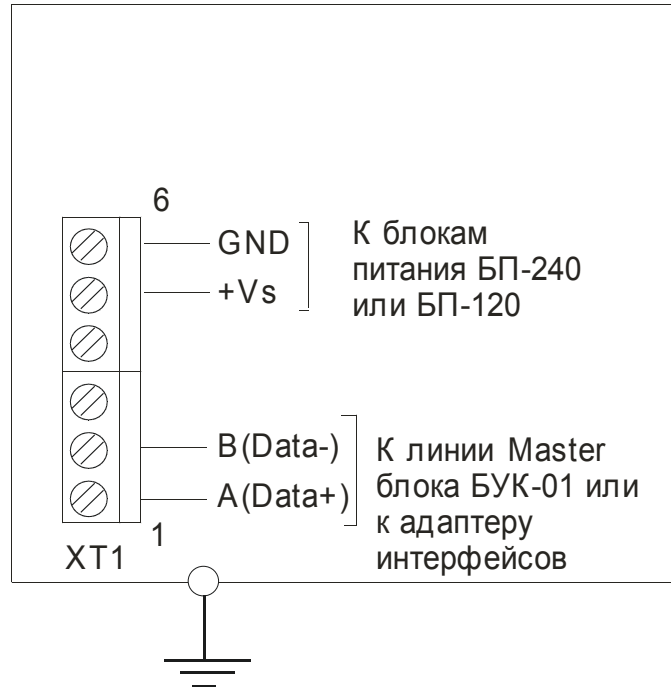 6
GND
+Vs
К блокам
питания БП-240
или БП-120
B(Data-)
A(Data+)
К линии Master
блока БУК-01 или
к адаптеру
интерфейсов
1
XT1